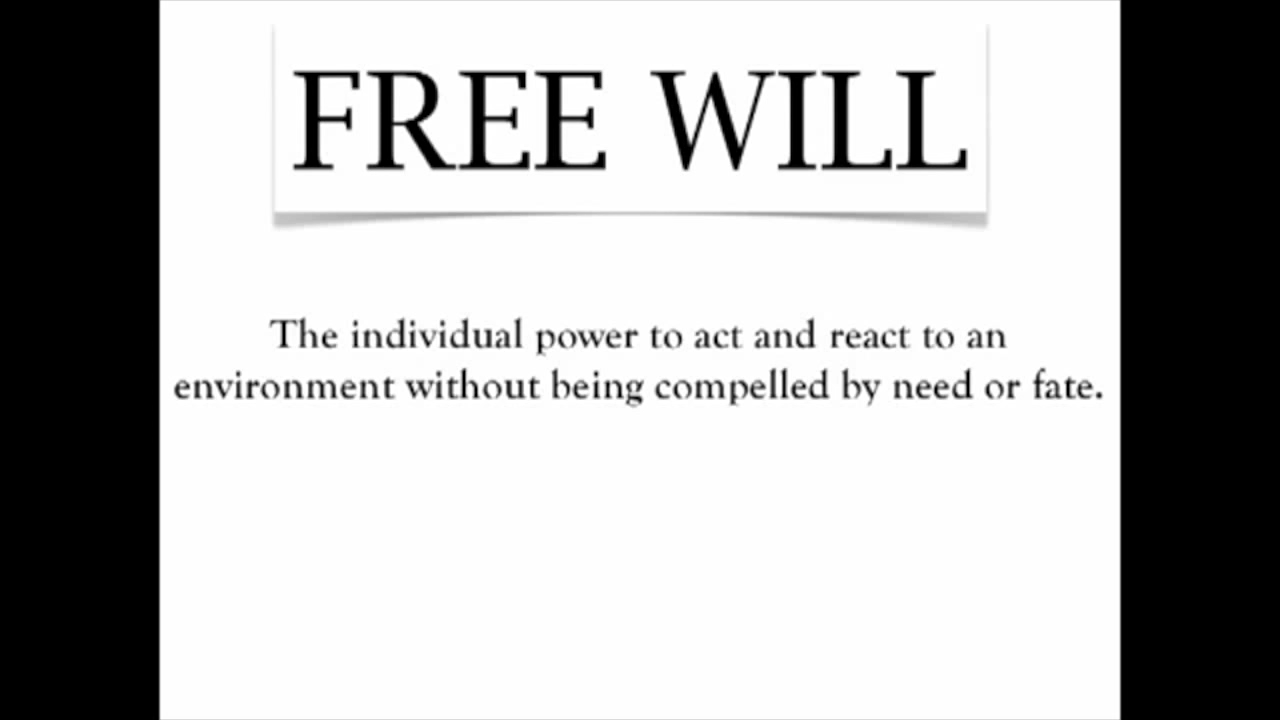 FREE WILL
The individual power to act and react to an
environment without being compelled by need or fate.